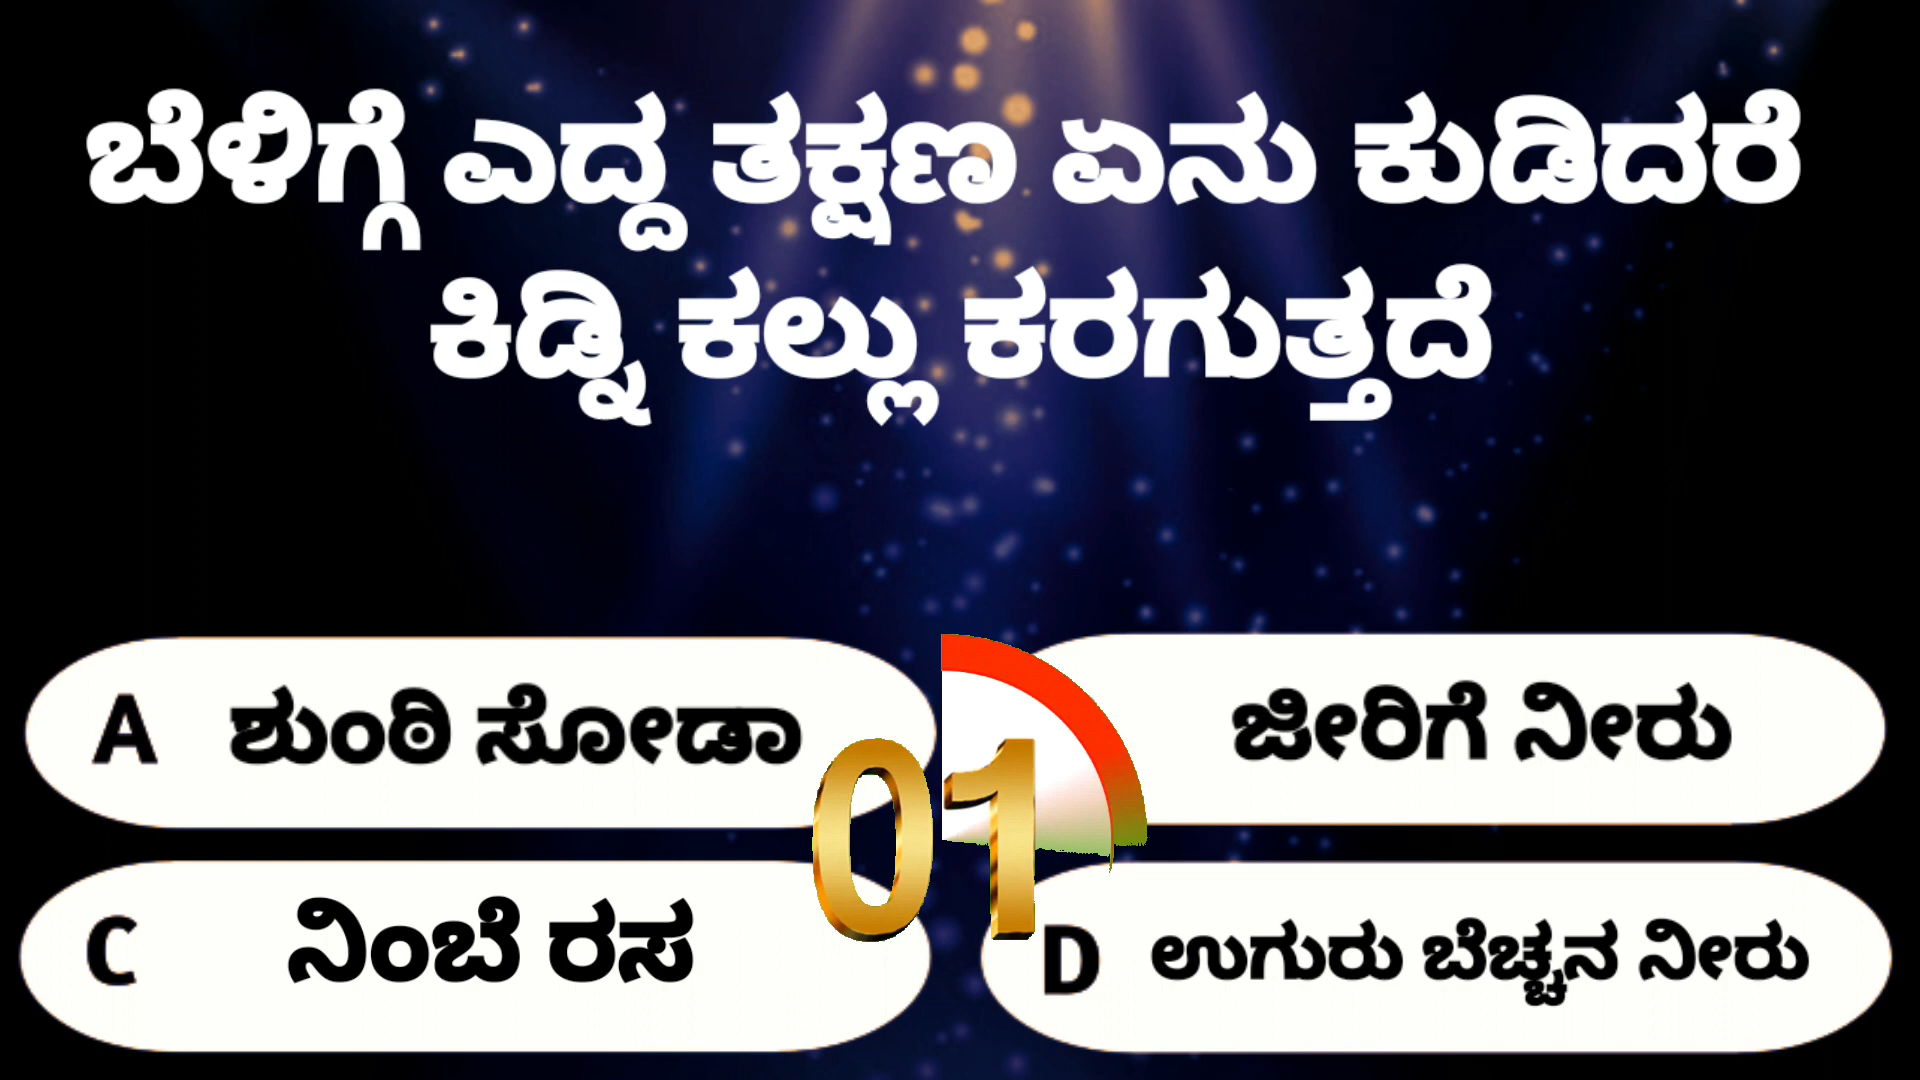 ಬೆಳಿಗ್ಗೆ ಎದ್ದ ತಕ್ಷಣ ಏನು ಕುಡಿದರೆ
ಕಿಡ್ನಿ ಕಲ್ಲು ಕರಗುತ್ತದೆ
A ಶುಂಠಿ ಸೋಡಾ
ಜೀರಿಗೆ ನೀರು
01
C ನಿಂಬೆ ರಸ
D ಉಗುರು ಬೆಚ್ಚನ ನೀರು